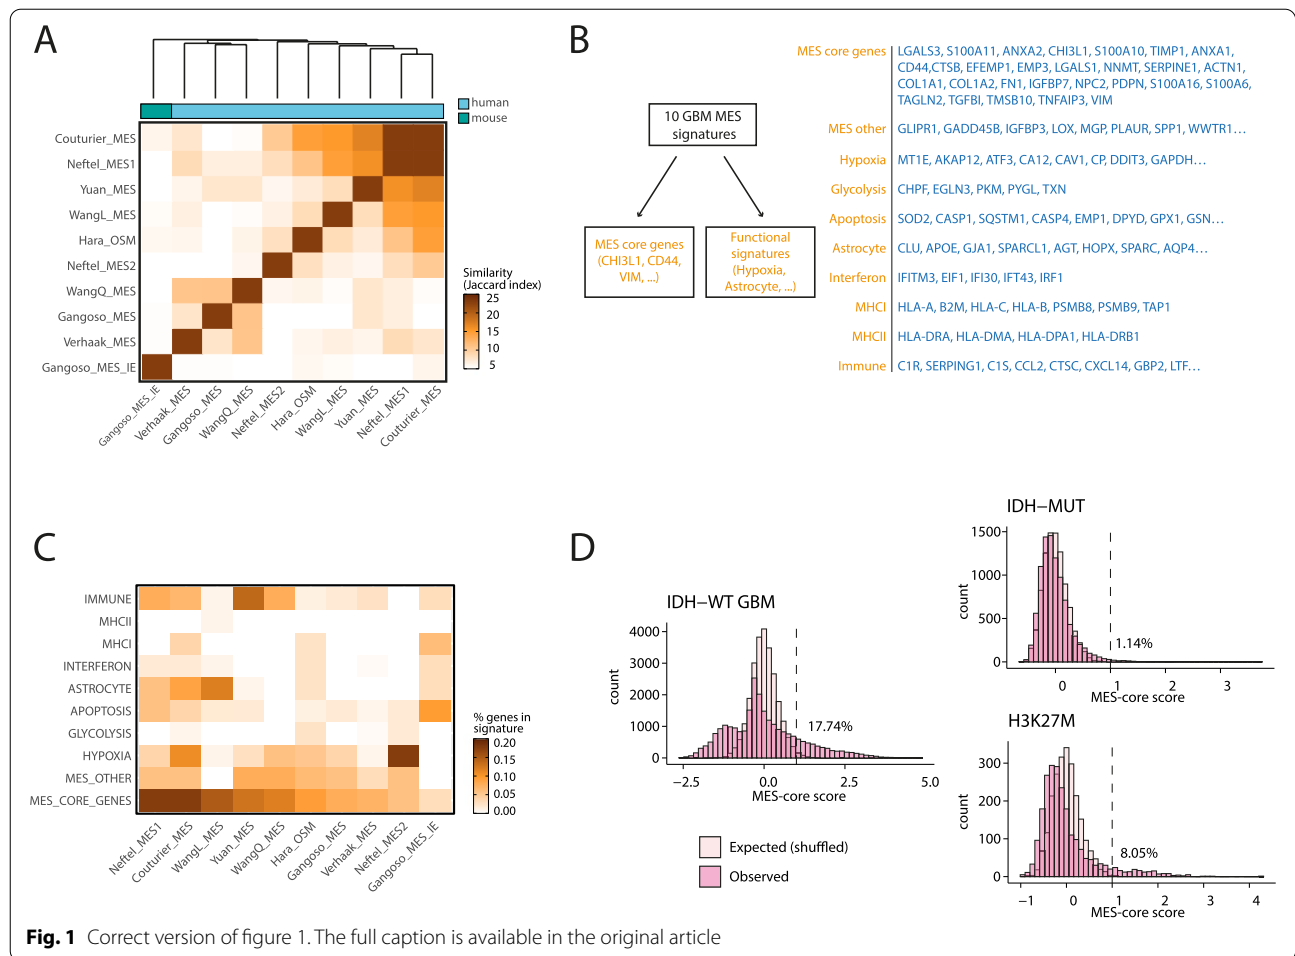 A
human
mouse
Couturier_MES
Neftel_MES1
Yuan_MES
WangL_MES
Hara_OSM
Neftel_MES2
WangQ_MES
Gangoso_MES
Verhaak_MES
Gangoso_MES_IE
Gangoso_MES_IE
Verhaak_MES
Gangoso_MES
WangQ_MES
Neftel_MES2
Hara_OSM
WangL_MES
Yuan_MES
Neftel_MES1
Couturier_MES
Similarity
(Jaccard index)
25
20
15
10
5
B
10 GBM MES
signatures
MES core genes
(CHI3L1, CD44,
VIM, ...)
Functional
signatures
(Hypoxia,
Astrocyte, ...)
MES core genes LGALS3, S100A11, ANXA2, CHI3L1, S100A10, TIMP1, ANXA1,
CD44,CTSB, EFEMP1, EMP3, LGALS1, NNMT, SERPINE1, ACTN1,
COL1A1, COL1A2, FN1, IGFBP7, NPC2, PDPN, S100A16, S100A6,
TAGLN2, TGFBI, TMSB10, TNFAIP3, VIM
MES other GLIPR1, GADD45B, IGFBP3, LOX, MGP, PLAUR, SPP1, WWTR1...
Hypoxia MT1E, AKAP12, ATF3, CA12, CAV1, CP, DDIT3, GAPDH...
Glycolysis CHPF, EGLN3, PKM, PYGL, TXN
Apoptosis SOD2, CASP1, SQSTM1, CASP4, EMP1, DPYD, GPX1, GSN...
Astrocyte CLU, APOE, GJA1, SPARCL1, AGT, HOPX, SPARC, AQP4...
Interferon IFITM3, EIF1, IFI30, IFT43, IRF1
MHCI HLA-A, B2M, HLA-C, HLA-B, PSMB8, PSMB9, TAP1
MHCII HLA-DRA, HLA-DMA, HLA-DPA1, HLA-DRB1
Immune C1R, SERPING1, C1S, CCL2, CTSC, CXCL14, GBP2, LTF...
C
IMMUNE
MHCII
MHCI
INTERFERON
ASTROCYTE
APOPTOSIS
GLYCOLYSIS
HYPOXIA
MES_OTHER
MES_CORE_GENES
Neftel_MES1
Couturier_MES
WangL_MES
Yuan_MES
WangQ_MES
Hara_OSM
Gangoso_MES
Verhaak_MES
Neftel_MES2
Gangoso_MES_IE
% genes in
signature
0.20
0.15
0.10
0.05
0.00
D
IDH−WT GBM
count
4000
3000
2000
1000
0
17.74%
−2.5 0.0 2.5 5.0
MES−core score
Expected (shuffled)
Observed
IDH−MUT
count
1500
1000
500
0
1.14%
0 1 2 3
MES−core score
H3K27M
count
300
200
100
0
8.05%
−1 0 1 2 3 4
MES−core score
Fig. 1 Correct version of figure 1. The full caption is available in the original article